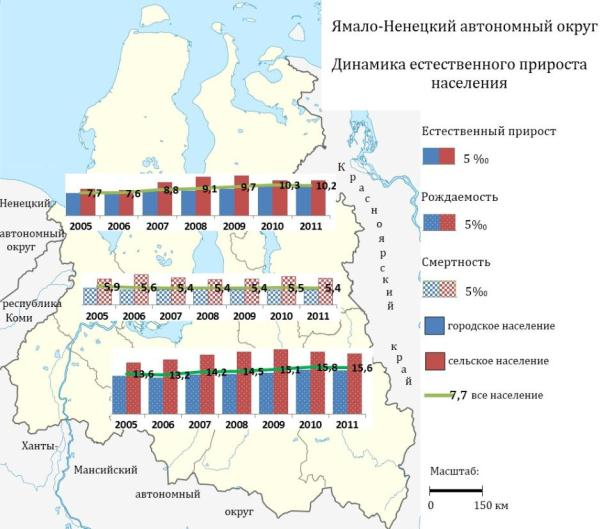 Ямало-Ненецкий автономный округ
Динамика естественного прироста
населения
Естественный прирост
5 ‰
Рождаемость
5‰
Смертность
5‰
городское население
сельское население
7,7 все население
Масштаб:
0 150 км
Красноярский край
Ненецкий
автономный
округ
республика
Коми
Ханты-
Мансийский
автономный
округ
7,7 7,6 8,8 9,1 9,7 10,3 10,2
2005 2006 2007 2008 2009 2010 2011
5,9 5,6 5,4 5,4 5,4 5,5 5,4
2005 2006 2007 2008 2009 2010 2011
13,6 13,2 14,2 14,5 15,1 15,8 15,6
2005 2006 2007 2008 2009 2010 2011